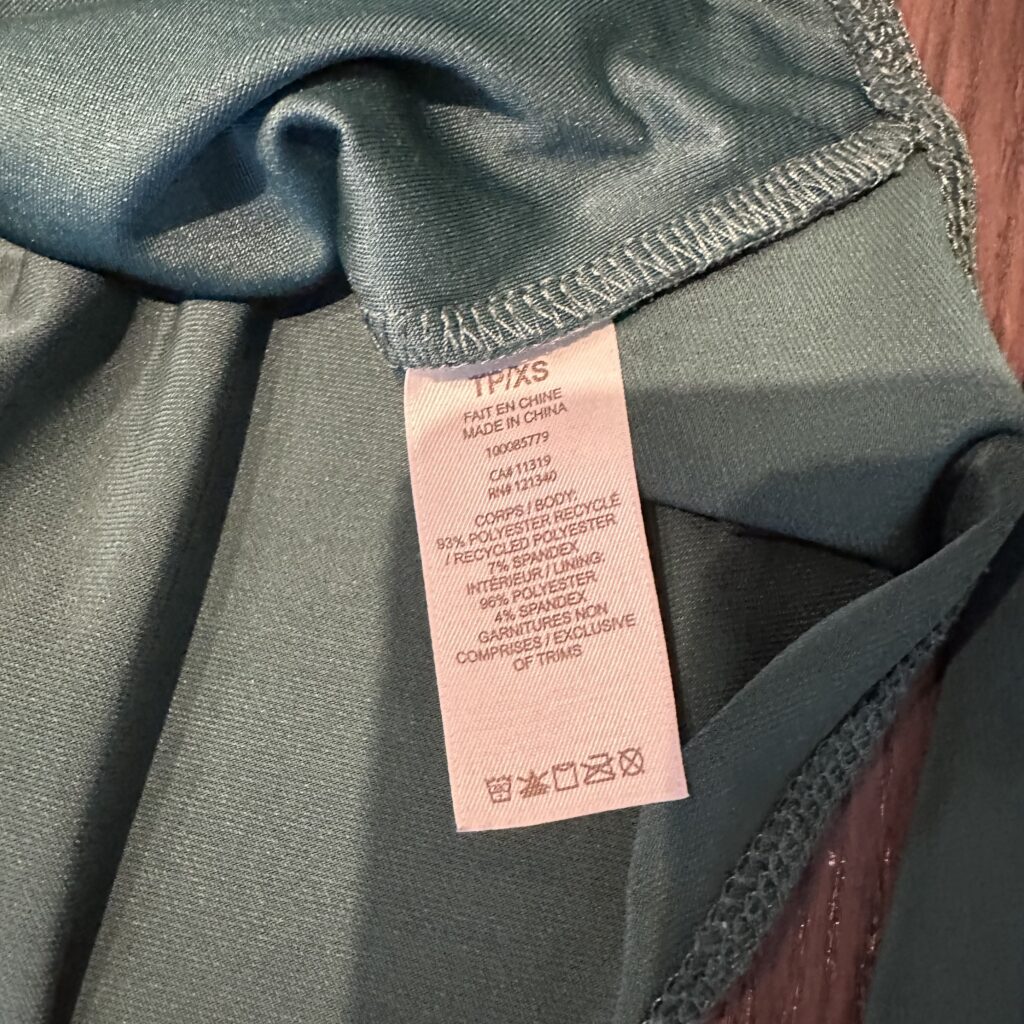 TP/XS
FAIT EN CHINE
MADE IN CHINA
100085779
CA# 11319
RN# 121340
CORPS / BODY:
93% POLYESTER RECYCLÉ
/ RECYCLED POLYESTER
7% SPANDEX
INTÉRIEUR / LINING:
96% POLYESTER
4% SPANDEX
GARNITURES NON
COMPRISES / EXCLUSIVE
OF TRIMS